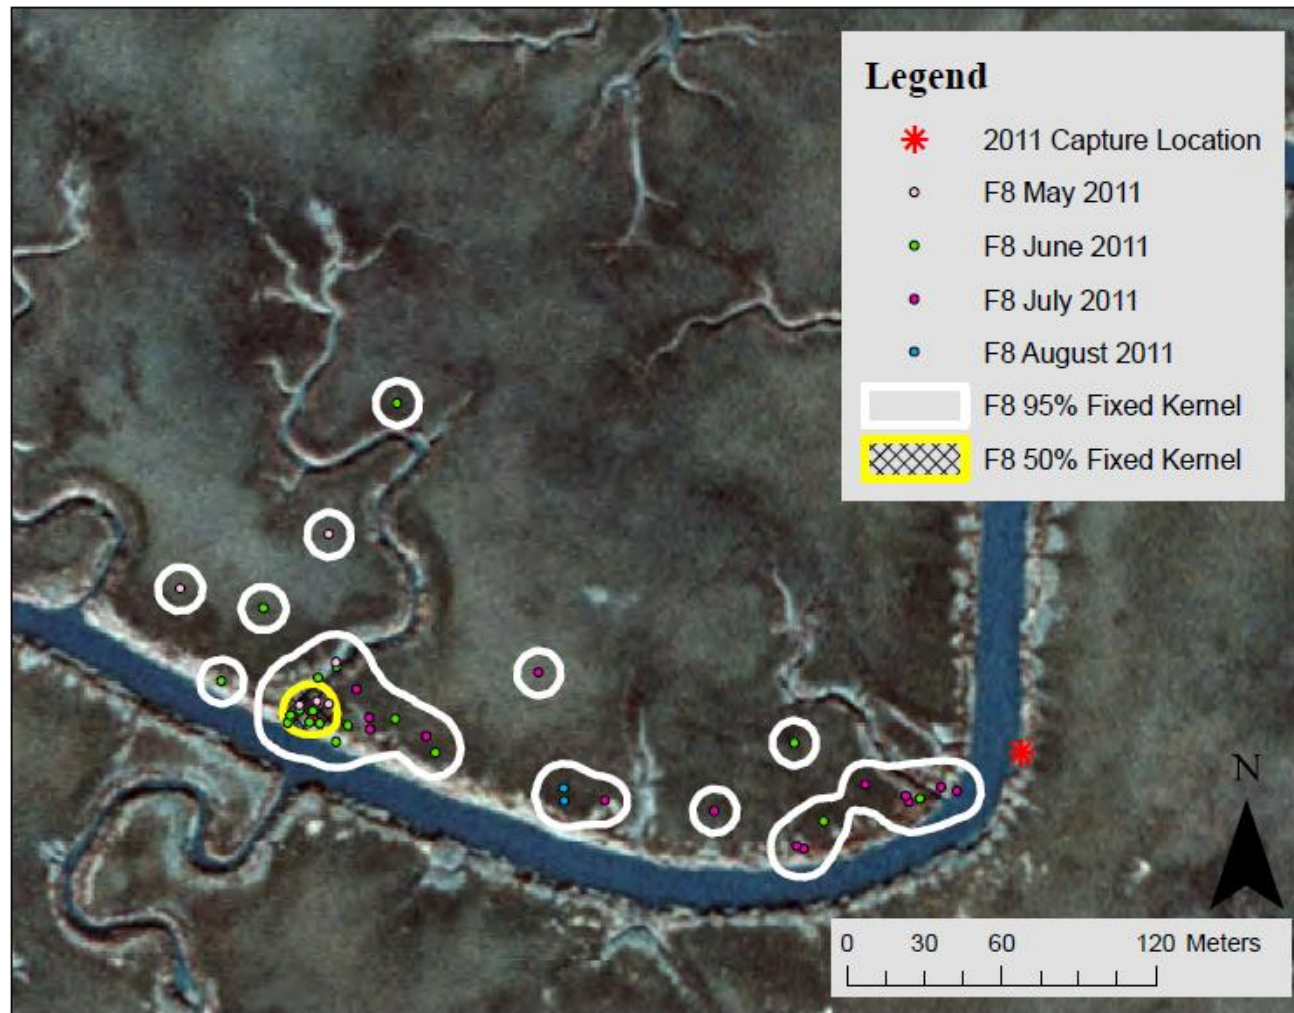 Legend
2011 Capture Location
F8 May 2011
F8 June 2011
F8 July 2011
F8 August 2011
F8 95% Fixed Kernel
F8 50% Fixed Kernel
N
0 30 60 120 Meters